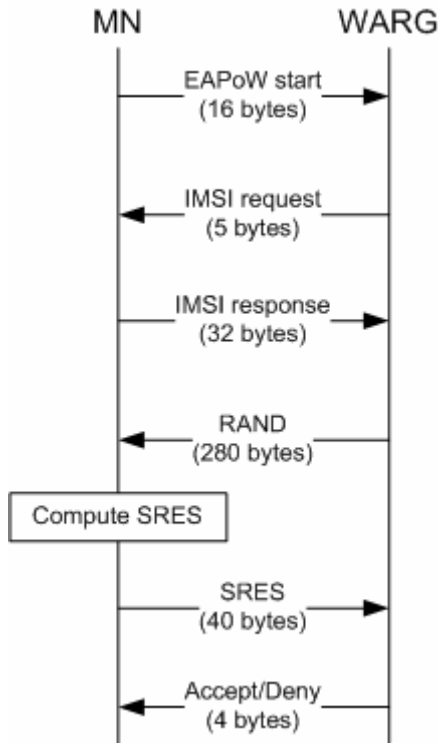 MN WARG
EAPoW start
(16 bytes)
IMSI request
(5 bytes)
IMSI response
(32 bytes)
RAND
(280 bytes)
Compute SRES
SRES
(40 bytes)
Accept/Deny
(4 bytes)